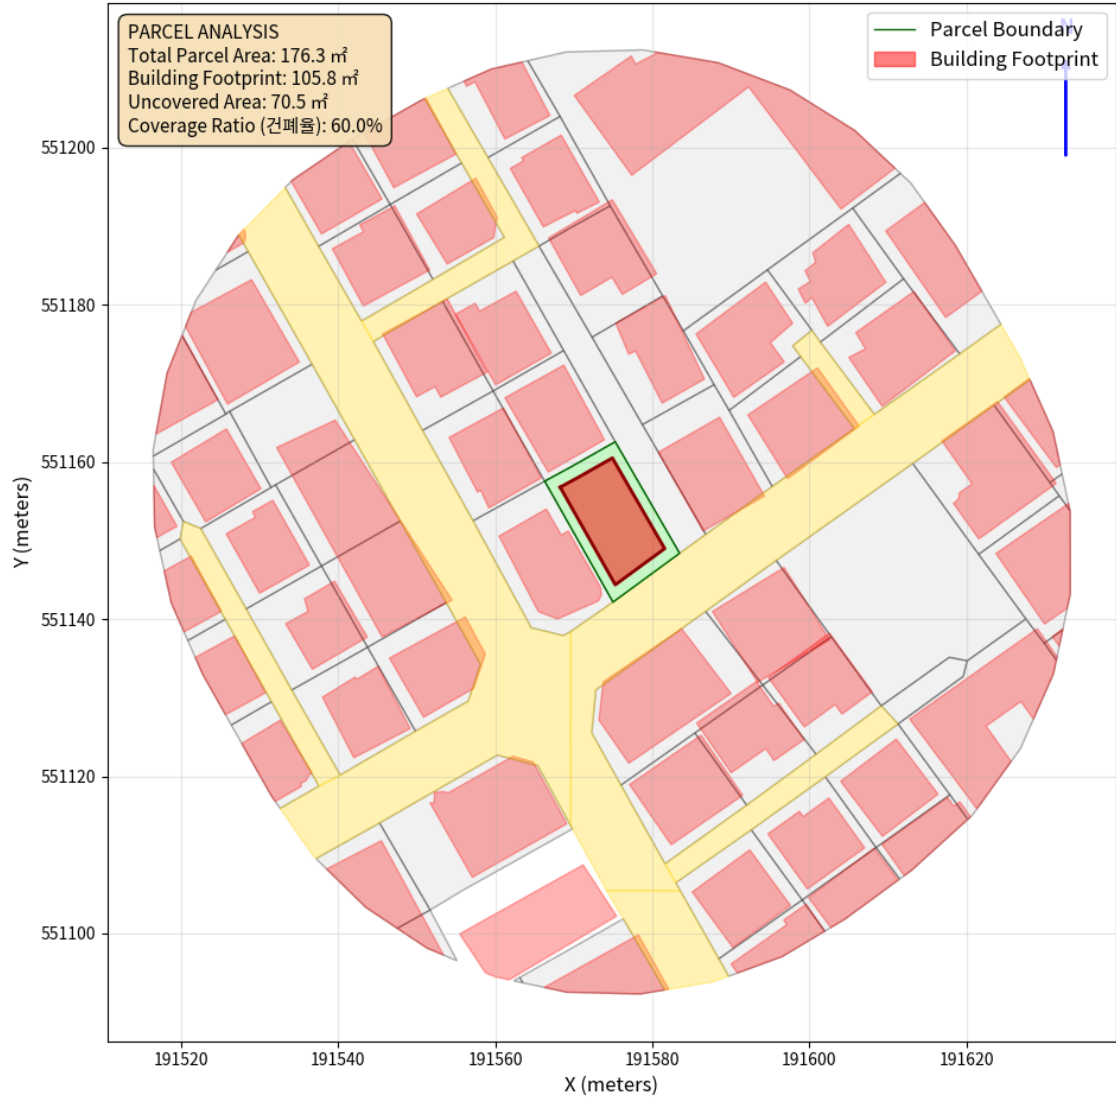 PARCEL ANALYSIS
Total Parcel Area: 176.3 ㎡
Building Footprint: 105.8 ㎡
Uncovered Area: 70.5 ㎡
Coverage Ratio (건폐율): 60.0%
N
Parcel Boundary
Building Footprint
551200
551180
551160
551140
551120
551100
Y (meters)
191520
191540
191560
191580
191600
191620
X (meters)